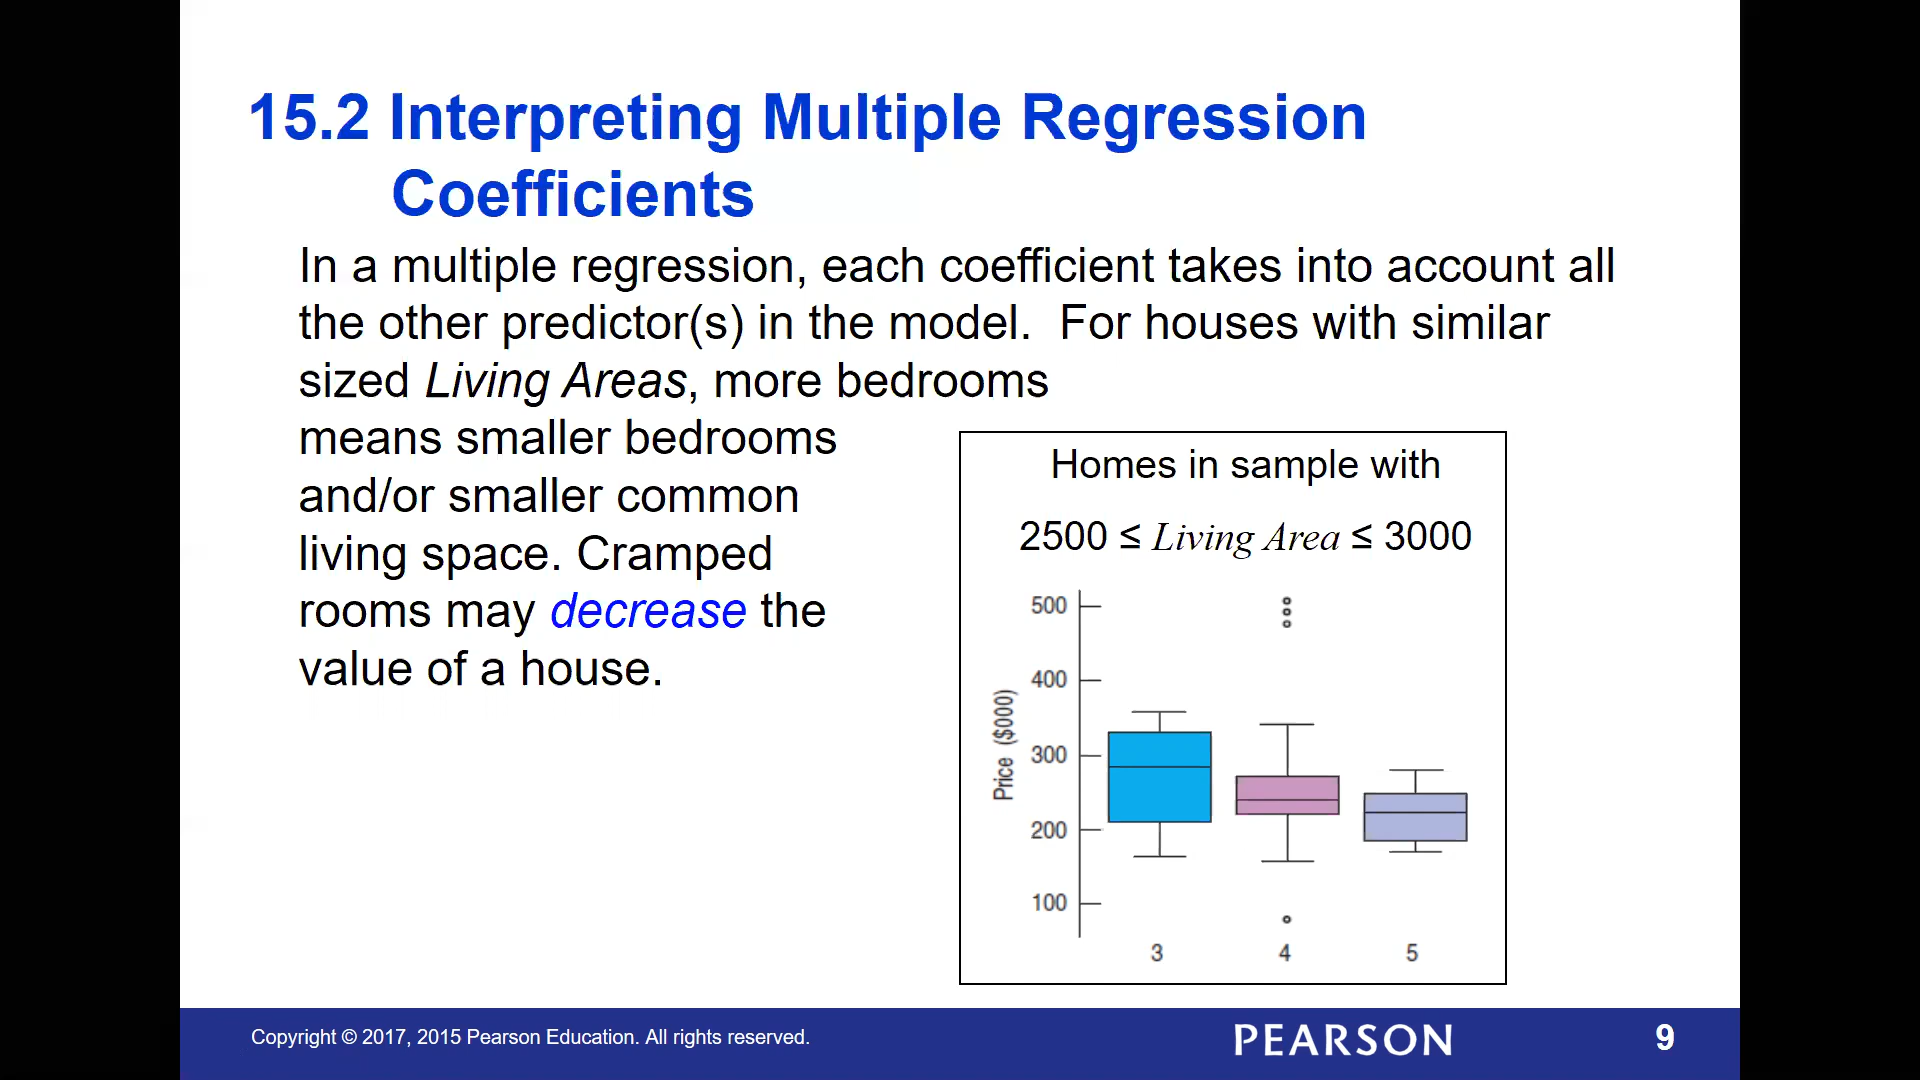 15.2 Interpreting Multiple Regression
Coefficients
In a multiple regression, each coefficient takes into account all
the other predictor(s) in the model.  For houses with similar
sized Living Areas, more bedrooms
means smaller bedrooms
and/or smaller common
living space. Cramped
rooms may decrease the
value of a house.
Homes in sample with
2500 ≤ Living Area ≤ 3000
Price ($000)
500
400
300
200
100
3 4 5
Copyright © 2017, 2015 Pearson Education. All rights reserved.
PEARSON
9